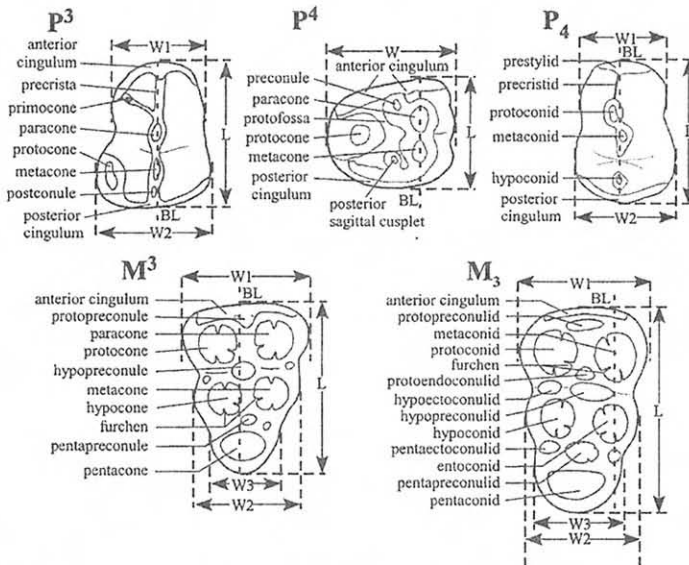 P3
W1
BL
anterior
cingulum
precrista
primocone
paracone
protocone
metacone
postconule
posterior
cingulum
BL
L
W2
P4
W
preconule
anterior cingulum
paracone
protofossa
protocone
metacone
posterior
cingulum
posterior
sagittal cusplet
BL
L
P4
W1
BL
prestylid
precristid
protoconid
metaconid
hypoconid
posterior
cingulum
L
W2
M3
W1
BL
anterior cingulum
protopreconule
paracone
protocone
hypopreconule
metacone
hypocone
furchen
pentapreconule
pentacone
L
W3
W2
M3
W1
BL
anterior cingulum
protopreconulid
metaconid
protoconid
furchen
protoendoconulid
hypoectoconulid
hypopreconulid
hypoconid
pentaectoconulid
entoconid
pentapreconulid
pentaconid
L
W3
W2